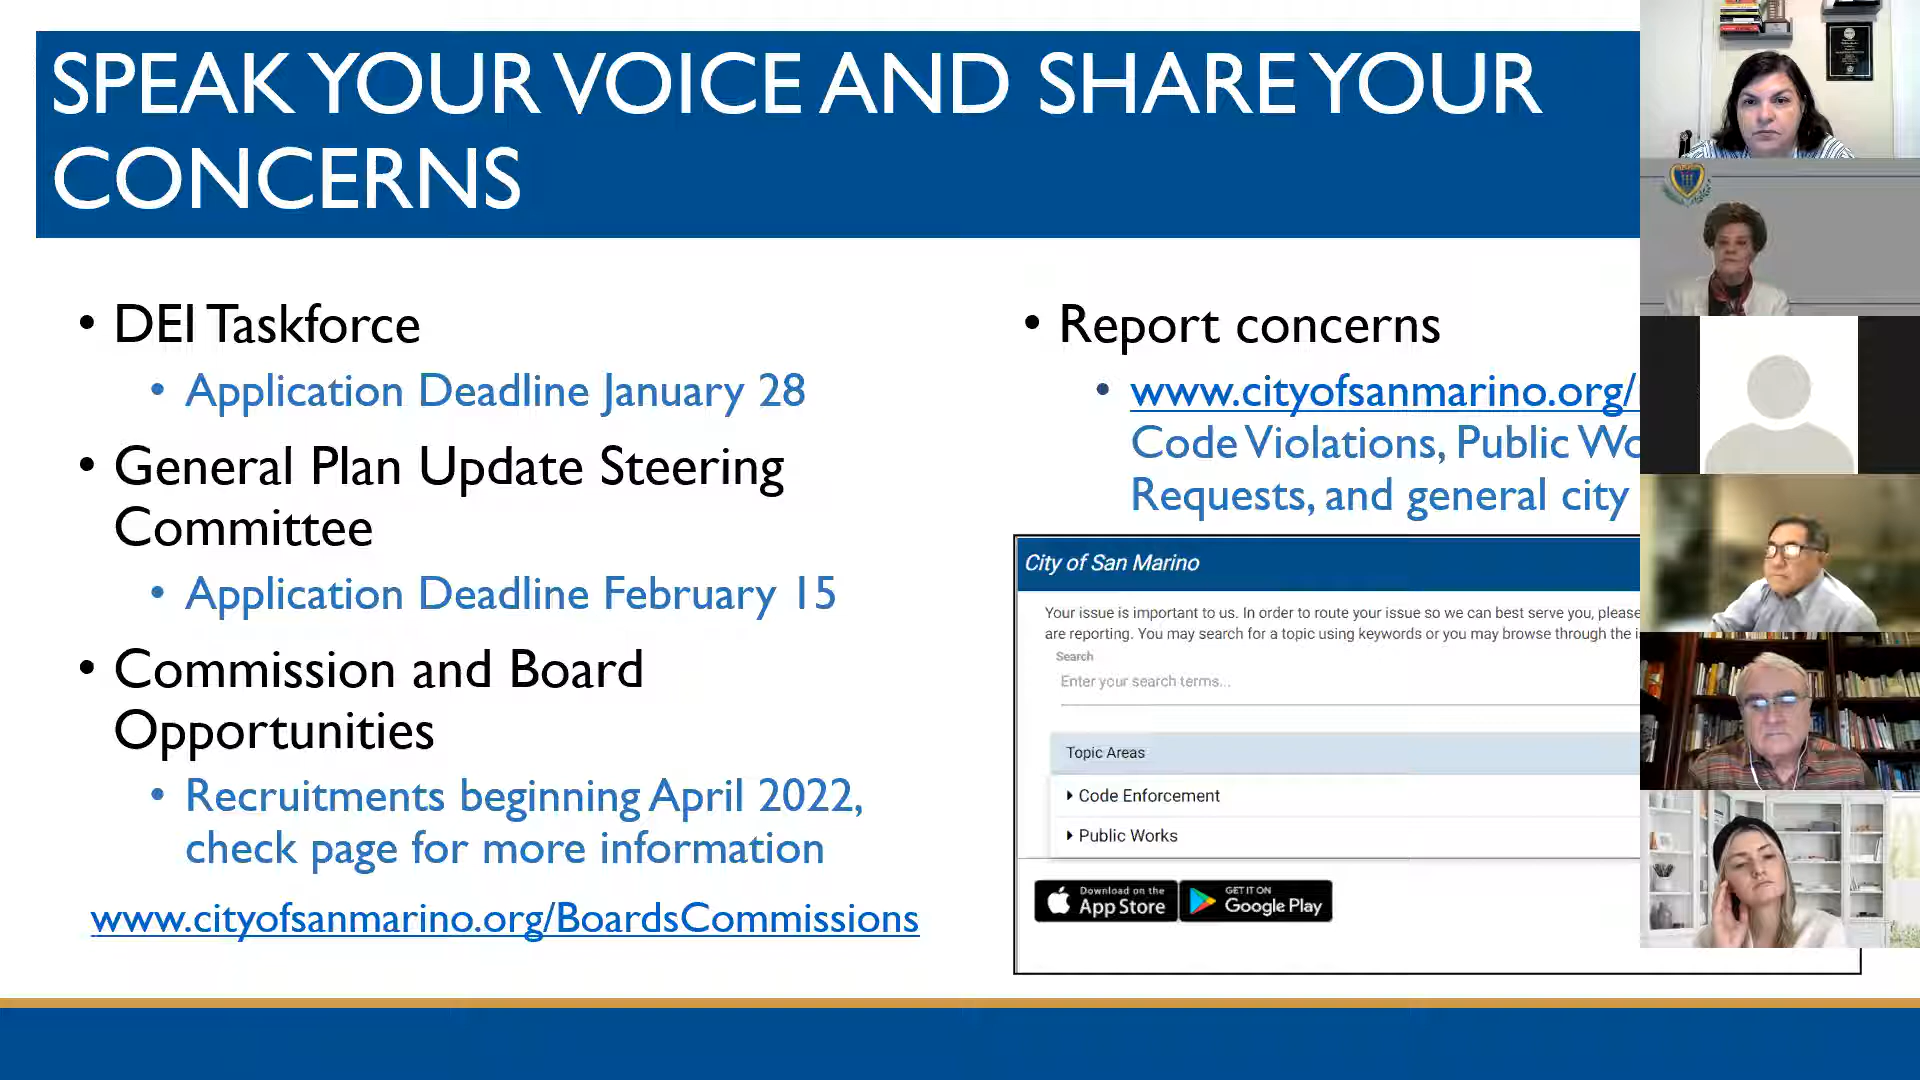 SPEAK YOUR VOICE AND SHARE YOUR
CONCERNS
• DEI Taskforce
• Application Deadline January 28
• General Plan Update Steering
Committee
• Application Deadline February 15
• Commission and Board
Opportunities
• Recruitments beginning April 2022,
check page for more information
www.cityofsanmarino.org/BoardsCommissions
• Report concerns
• www.cityofsanmarino.org/
Code Violations, Public
Requests, and general city
City of San Marino
Your issue is important to us. In order to route your issue so we can best serve you, please
are reporting. You may search for a topic using keywords or you may browse through the
Search
Enter your search terms...
Topic Areas
Code Enforcement
Public Works
Download on the
App Store
GET IT ON
Google Play